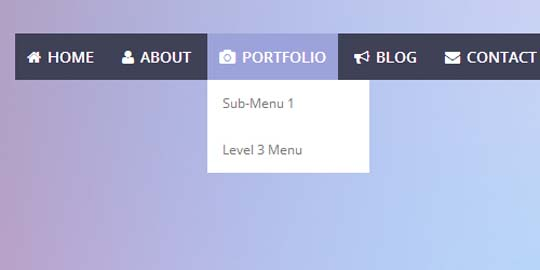 HOME ABOUT PORTFOLIO BLOG CONTACT
Sub-Menu 1
Level 3 Menu